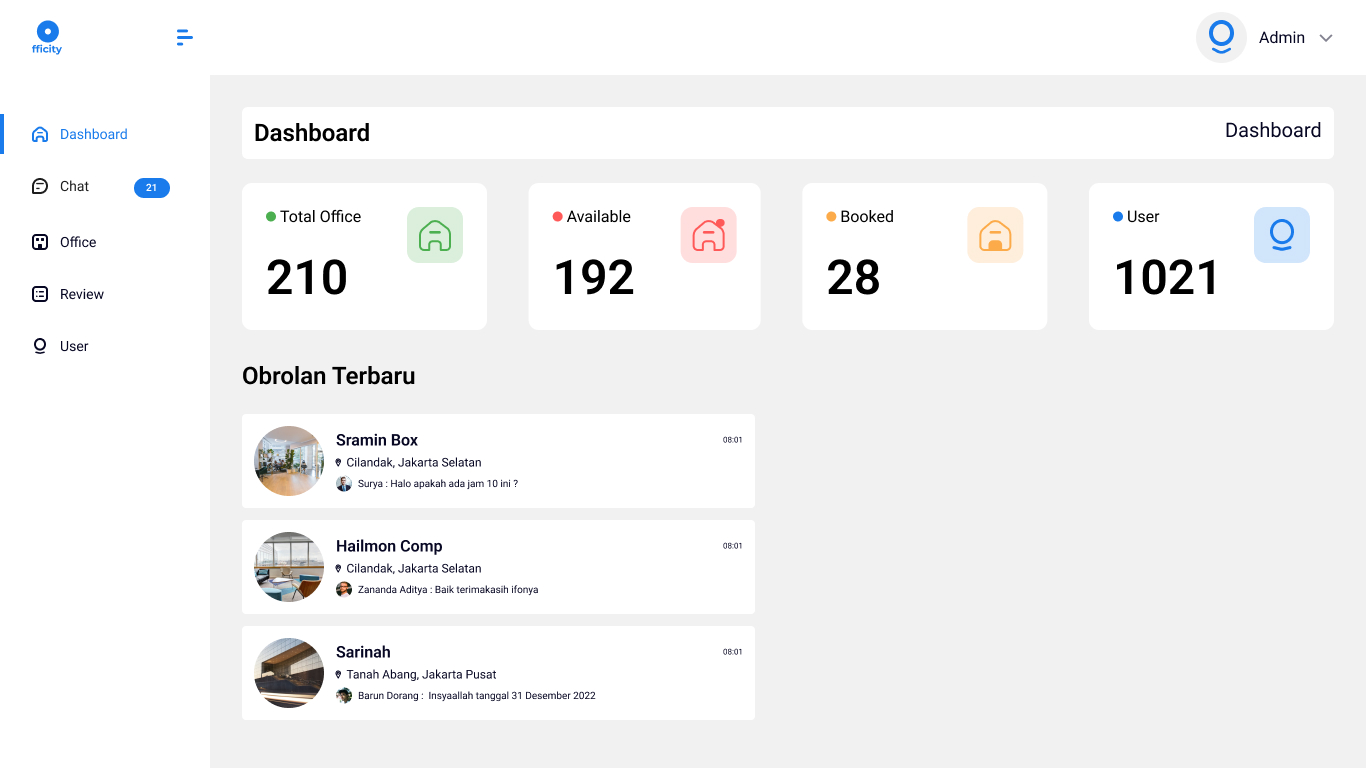 fficity
Admin
Dashboard
Chat
21
Office
Review
User
Dashboard
Dashboard
Total Office
210
Available
192
Booked
28
User
1021
Obrolan Terbaru
Sramin Box
08:01
Cilandak, Jakarta Selatan
Surya : Halo apakah ada jam 10 ini ?
Hailmon Comp
08:01
Cilandak, Jakarta Selatan
Zananda Aditya : Baik terimakasih ifonya
Sarinah
08:01
Tanah Abang, Jakarta Pusat
Barun Dorang : Insyaallah tanggal 31 Desember 2022